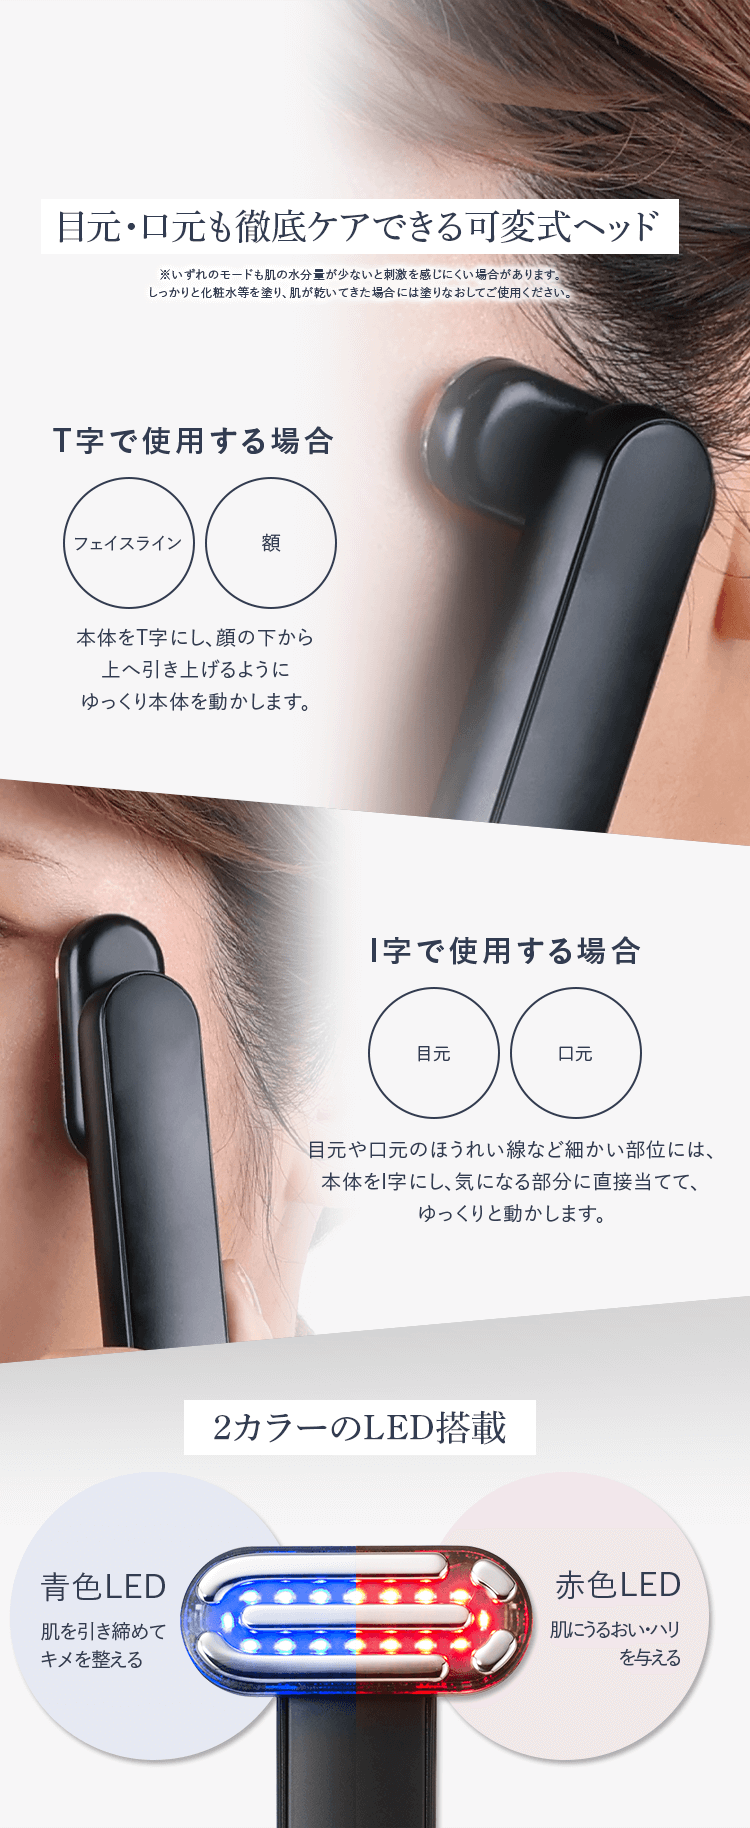 目元・口元も徹底ケアできる可変式ヘッド
※いずれのモードも肌の水分量が少ないと刺激を感じにくい場合があります。
しっかりと化粧水等を塗り、肌が乾いてきた場合には塗りなおしてご使用ください。
T字で使用する場合
フェイスライン
額
本体をT字にし、顔の下から
上へ引き上げるように
ゆっくり本体を動かします。
I字で使用する場合
目元
口元
目元や口元のほうれい線など細かい部位には、
本体をI字にし、気になる部分に直接当てて、
ゆっくりと動かします。
2カラーのLED搭載
青色LED
肌を引き締めて
キメを整える
赤色LED
肌にうるおい・ハリ
を与える